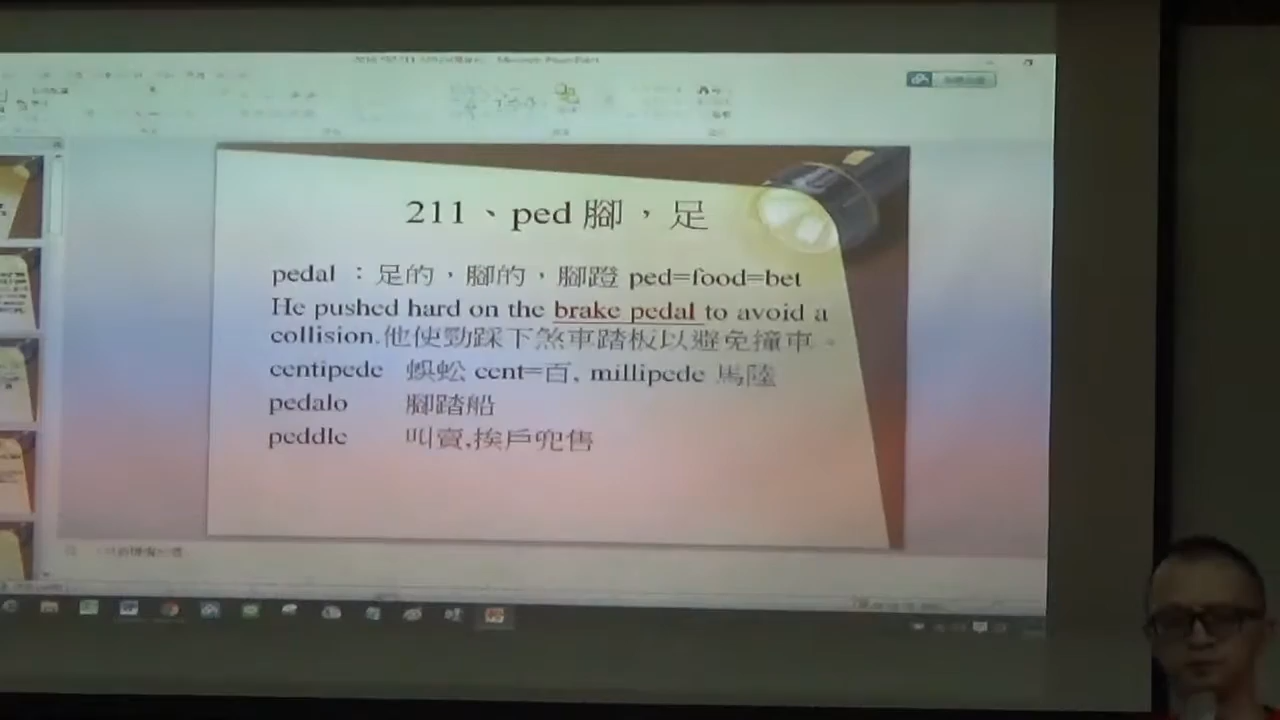 211、ped 腳，足
pedal ：足的，腳的，腳蹬 ped=food=bet
He pushed hard on the brake pedal to avoid a
collision.他使勁踩下煞車踏板以避免撞車。
centipede 蜈蚣 cent=百, millipede 馬陸
pedalo 腳踏船
peddle 叫賣,挨戶兜售